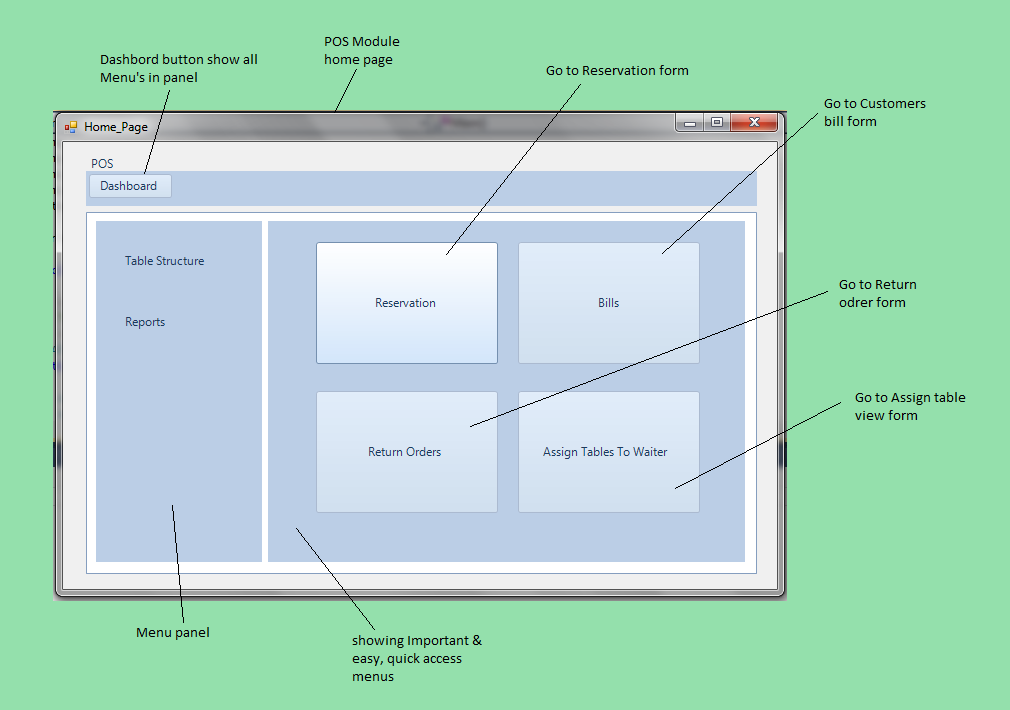 POS Module
home page
Dashbord button show all
Menu's in panel
Go to Reservation form
Go to Customers
bill form
Home_Page
POS
Dashboard
Table Structure
Reports
Reservation
Bills
Return Orders
Assign Tables To Waiter
Go to Return
odrer form
Go to Assign table
view form
Menu panel
showing Important &
easy, quick access
menus